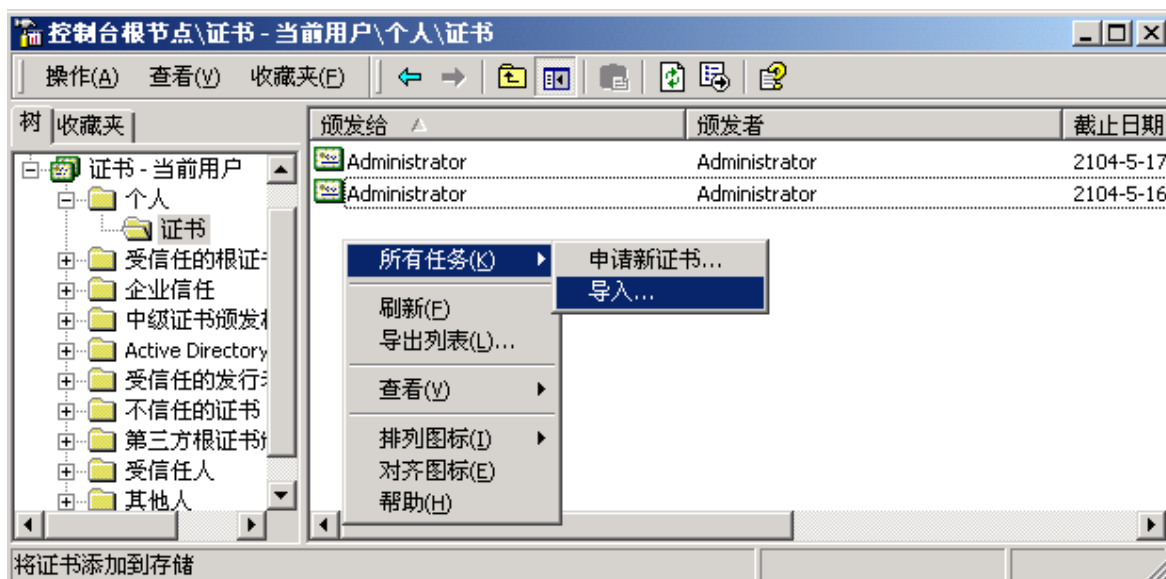 控制台根节点\证书 - 当前用户\个人\证书
操作(A) 查看(V) 收藏夹(F)
树 收藏夹
颁发给 颁发者 截止日期
证书 - 当前用户
个人
证书
受信任的根证
企业信任
中级证书颁发
Active Directory
受信任的发行
不信任的证书
第三方根证书
受信任人
其他人
Administrator Administrator 2104-5-17
Administrator Administrator 2104-5-16
所有任务(K)
刷新(F)
导出列表(L)...
查看(V)
排列图标(I)
对齐图标(E)
帮助(H)
申请新证书...
导入...
将证书添加到存储